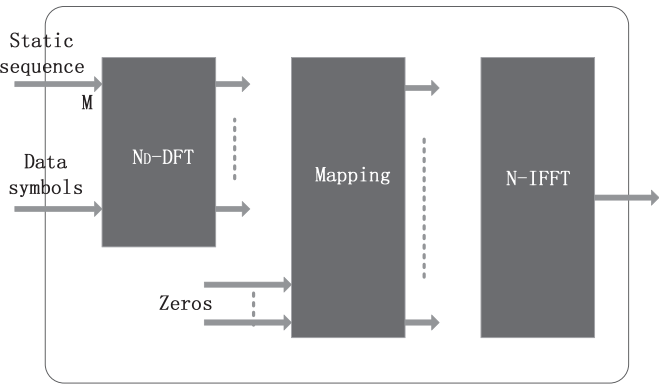 Static
sequence
M
Data
symbols
ND-DFT
Mapping
N-IFFT
Zeros